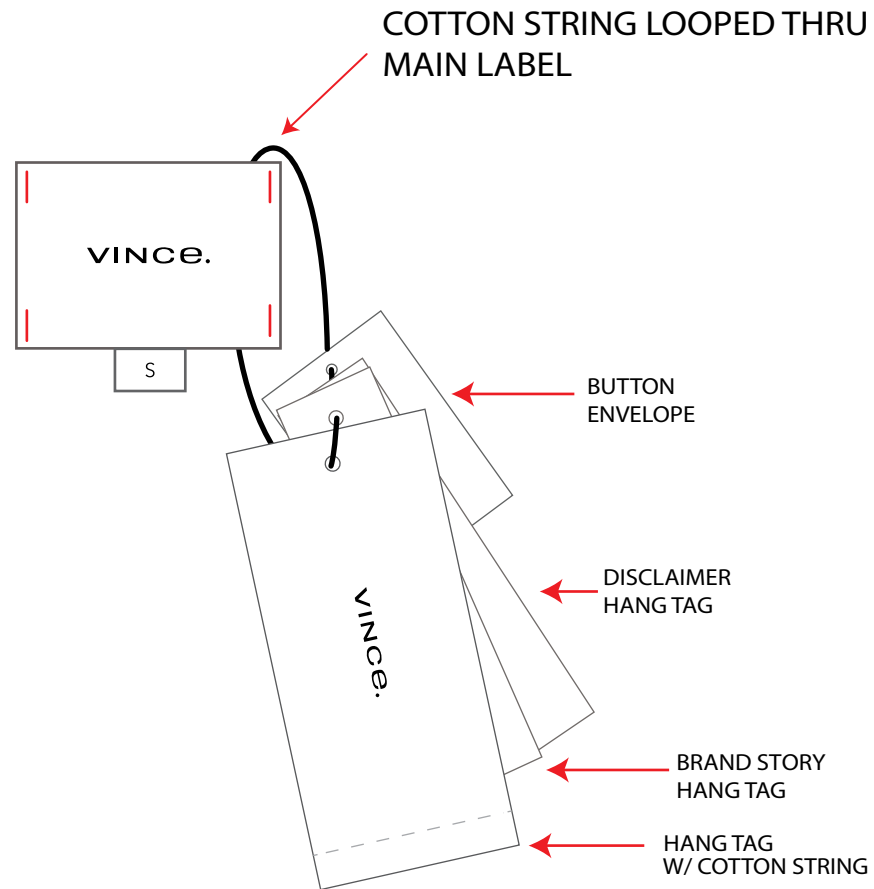 COTTON STRING LOOPED THRU
MAIN LABEL
VINCE.
S
BUTTON
ENVELOPE
DISCLAIMER
HANG TAG
VINCE.
BRAND STORY
HANG TAG
HANG TAG
W/ COTTON STRING